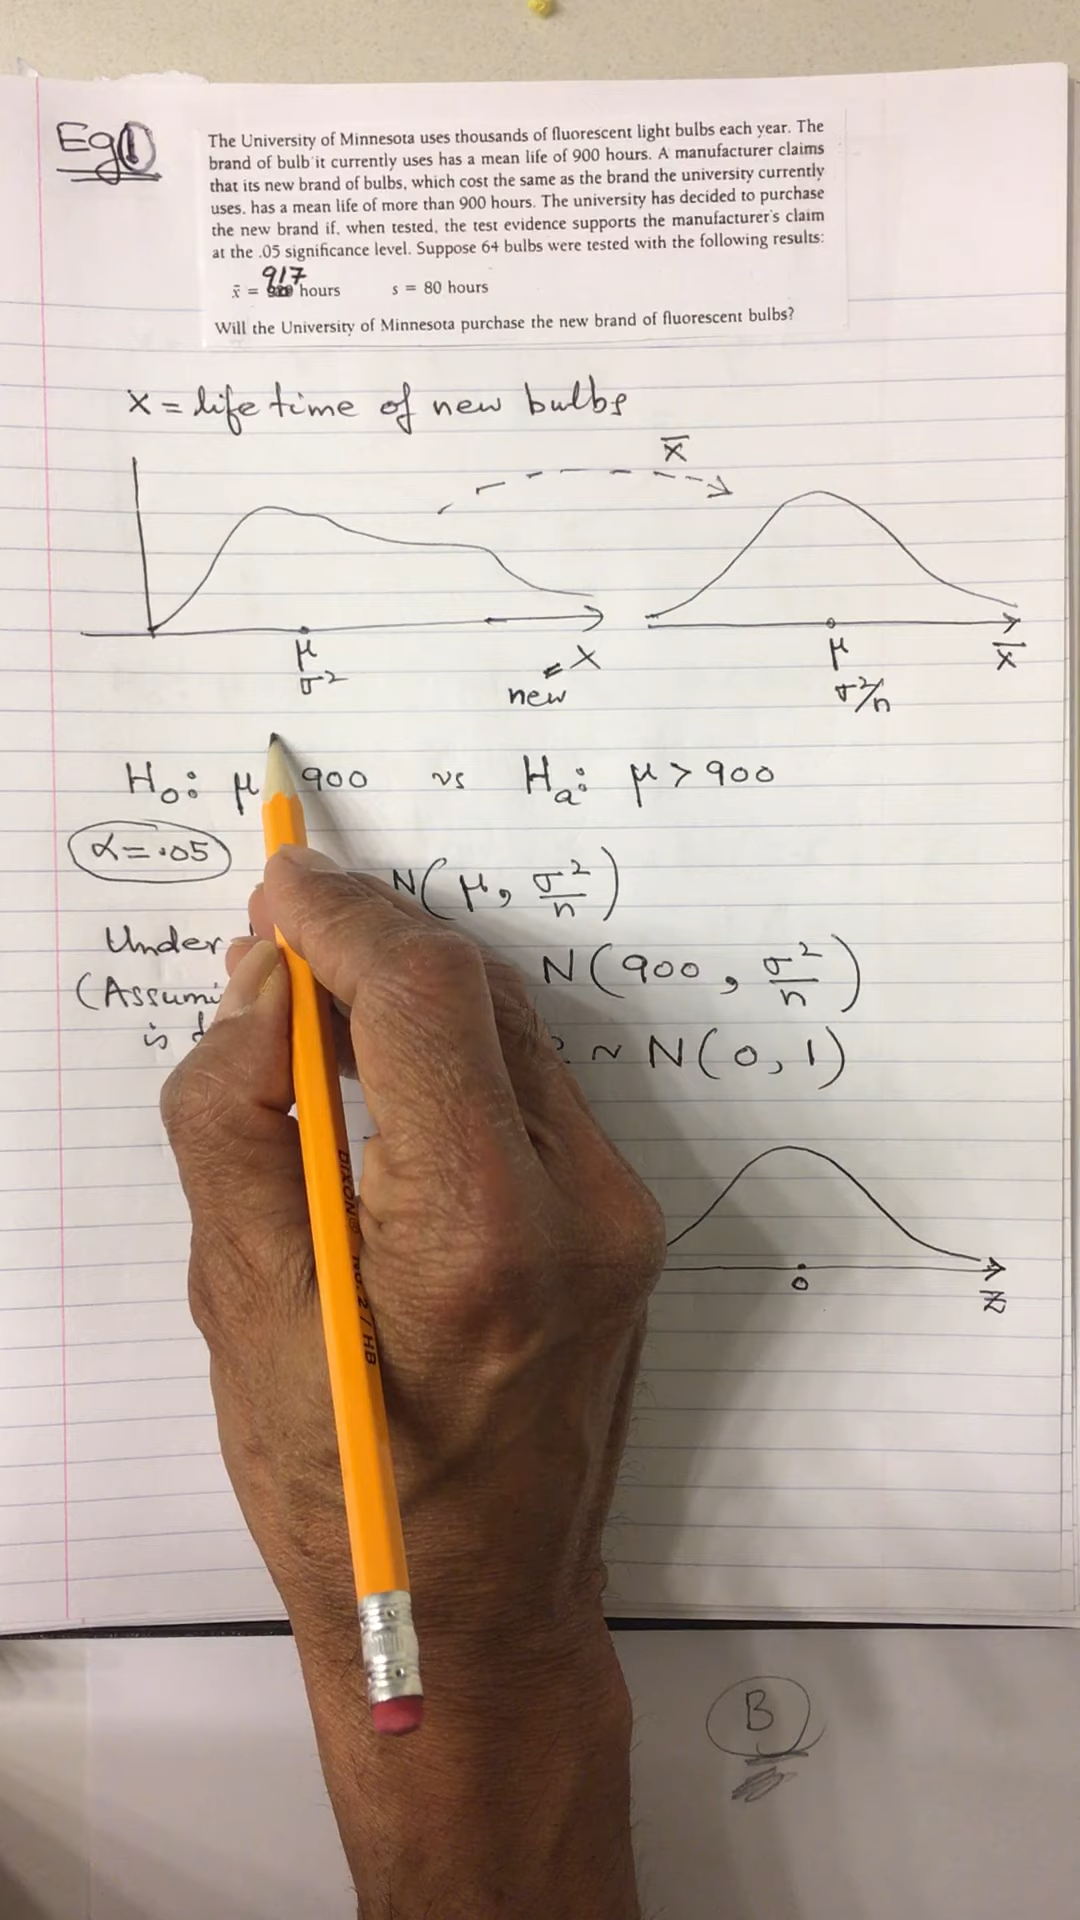 Eg①
The University of Minnesota uses thousands of fluorescent light bulbs each year. The
brand of bulb it currently uses has a mean life of 900 hours. A manufacturer claims
that its new brand of bulbs, which cost the same as the brand the university currently
uses, has a mean life of more than 900 hours. The university has decided to purchase
the new brand if, when tested, the test evidence supports the manufacturer's claim
at the .05 significance level. Suppose 64 bulbs were tested with the following results:
x̄ = 917 hours s = 80 hours
Will the University of Minnesota purchase the new brand of fluorescent bulbs?
X = life time of new bulbs
X̄
μ
σ²
X
new
μ
σ²/n
X̄
H₀: μ 900 vs Hₐ: μ > 900
α = .05
N(μ, σ²/n)
Under
N(900, σ²/n)
(Assumi
is
~ N(0, 1)
0
Z
DIXON No. 2 / HB
B